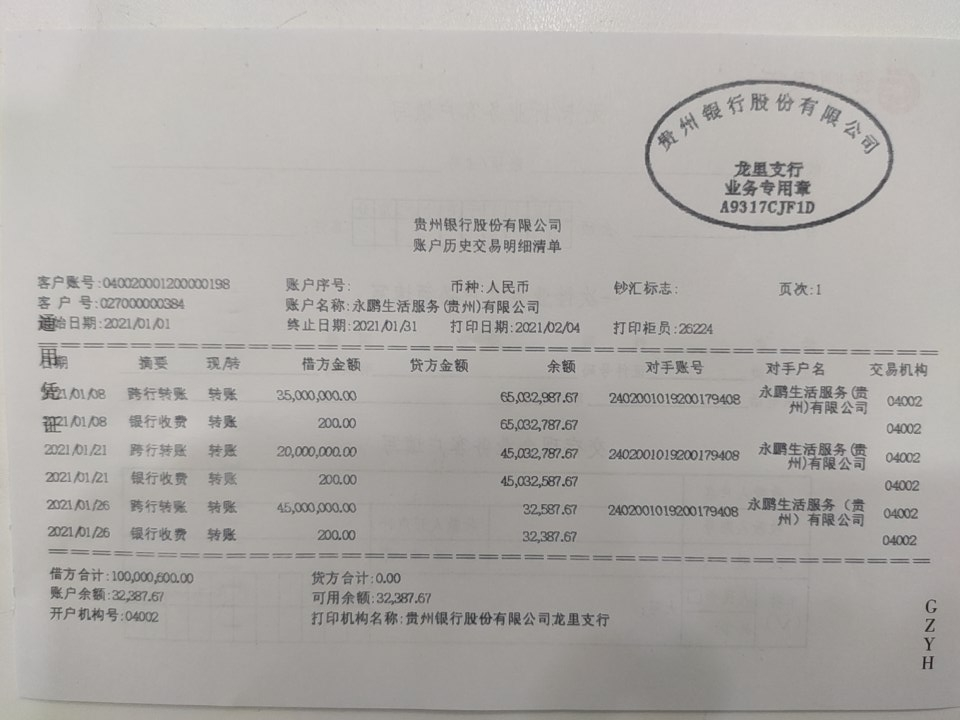 贵州银行股份有限公司
龙里支行
业务专用章
A9317CJF1D
贵州银行股份有限公司
账户历史交易明细清单
客户账号:040020001200000198 账户序号: 币种:人民币 钞汇标志: 页次:1
客 户 号:027000000384 账户名称:永鹏生活服务(贵州)有限公司
起始日期:2021/01/01 终止日期:2021/01/31 打印日期:2021/02/04 打印柜员:26224
通用凭证
日期 摘要 现/转 借方金额 贷方金额 余额 对手账号 对手户名 交易机构
2021/01/08 跨行转账 转账 35,000,000.00 65,032,987.67 2402001019200179408 永鹏生活服务(贵州)有限公司 04002
2021/01/08 银行收费 转账 200.00 65,032,787.67 04002
2021/01/21 跨行转账 转账 20,000,000.00 45,032,787.67 2402001019200179408 永鹏生活服务(贵州)有限公司 04002
2021/01/21 银行收费 转账 200.00 45,032,587.67 04002
2021/01/26 跨行转账 转账 45,000,000.00 32,587.67 2402001019200179408 永鹏生活服务（贵州）有限公司 04002
2021/01/26 银行收费 转账 200.00 32,387.67 04002
借方合计:100,000,600.00 贷方合计:0.00
账户余额:32,387.67 可用余额:32,387.67
开户机构号:04002 打印机构名称:贵州银行股份有限公司龙里支行
GZYH